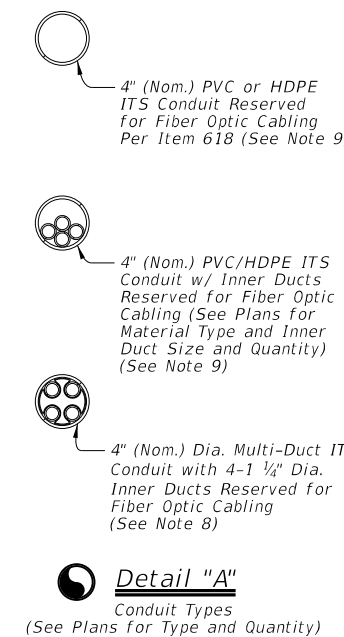 4" (Nom.) PVC or HDPE
ITS Conduit Reserved
for Fiber Optic Cabling
Per Item 618 (See Note 9
4" (Nom.) PVC/HDPE ITS
Conduit w/ Inner Ducts
Reserved for Fiber Optic
Cabling (See Plans for
Material Type and Inner
Duct Size and Quantity)
(See Note 9)
4" (Nom.) Dia. Multi-Duct IT
Conduit with 4-1 ¼" Dia.
Inner Ducts Reserved for
Fiber Optic Cabling
(See Note 8)
Detail "A"
Conduit Types
(See Plans for Type and Quantity)